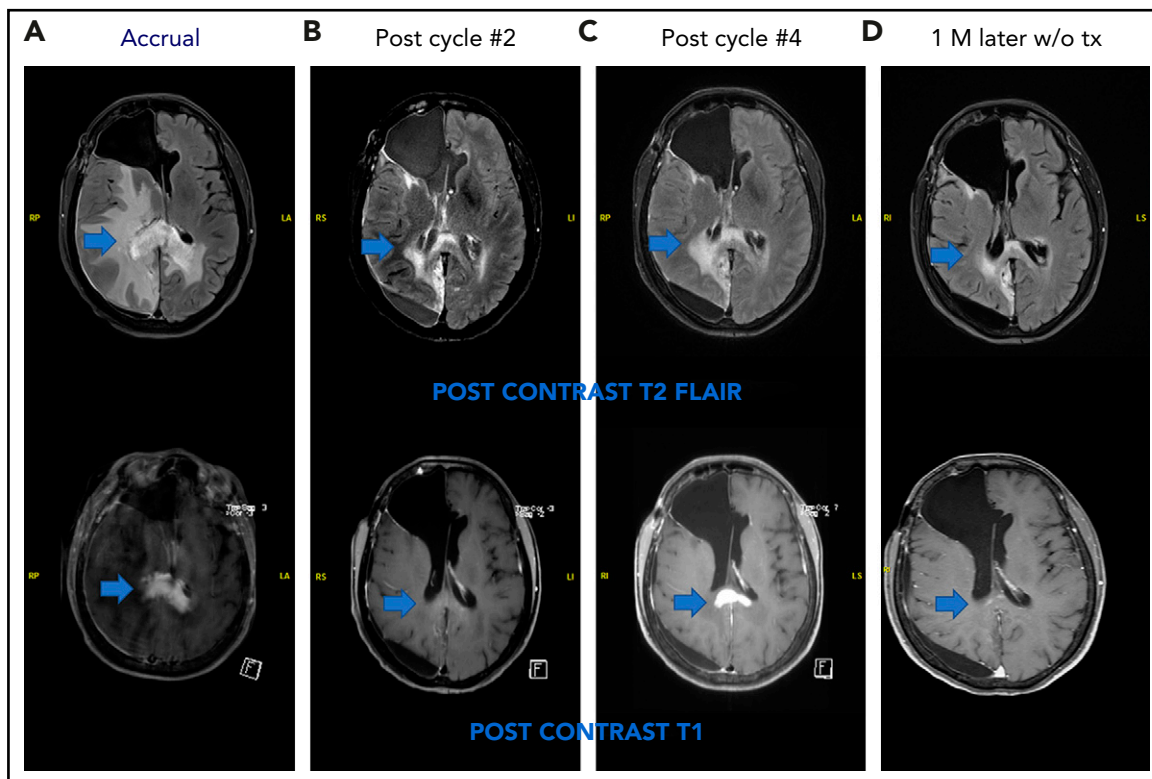 A Accrual B Post cycle #2 C Post cycle #4 D 1 M later w/o tx
RP LA RS LI RP LA RI LS
POST CONTRAST T2 FLAIR
RP LA RS LI RI LS RI
F F F
POST CONTRAST T1